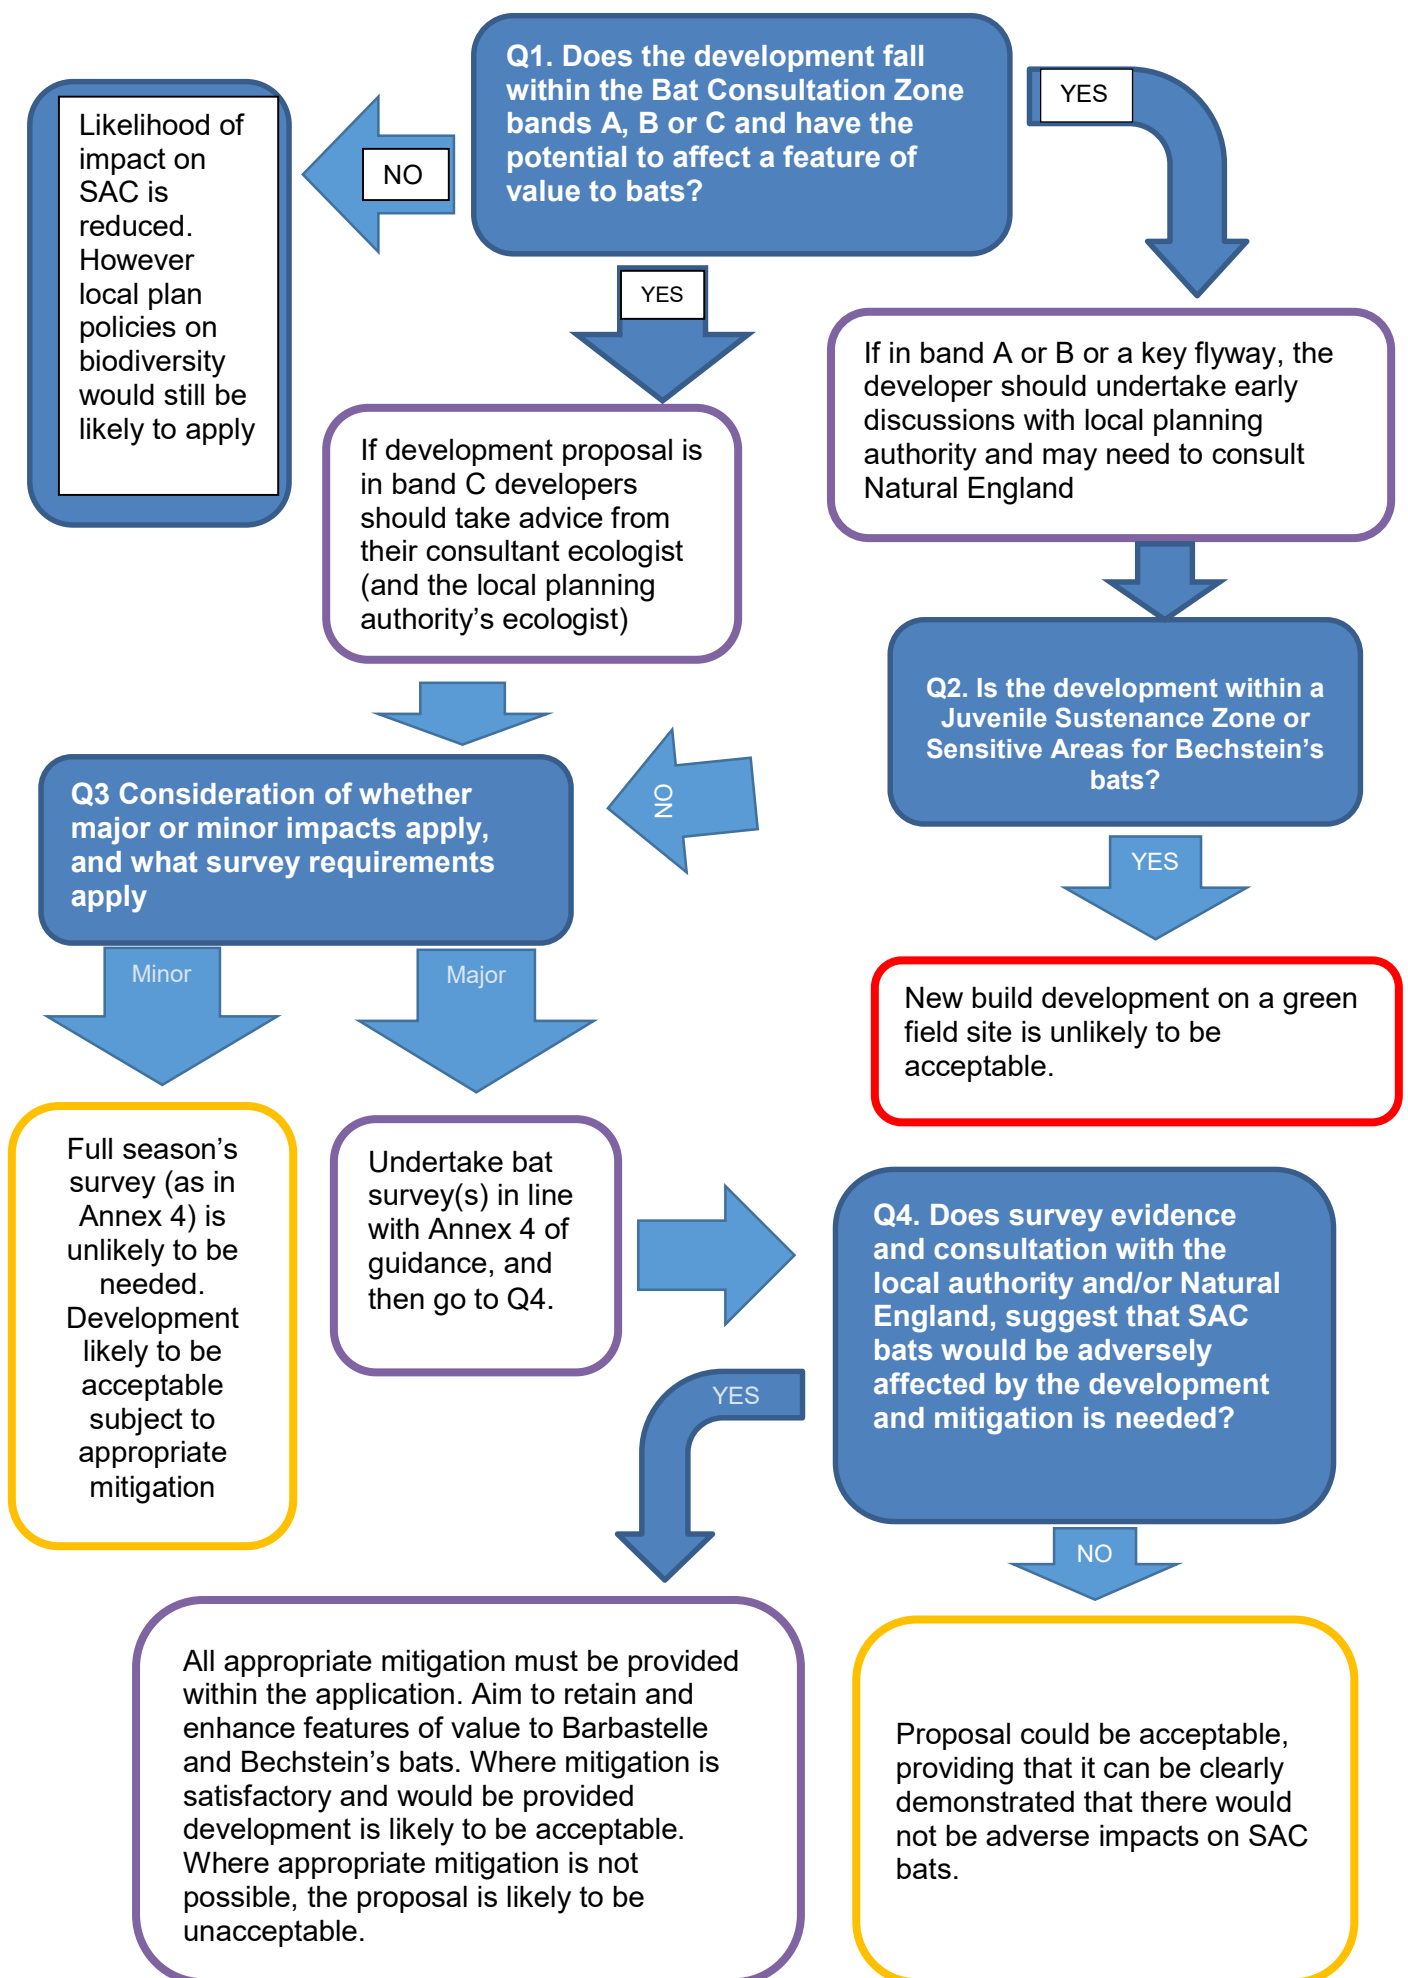 Q1. Does the development fall
within the Bat Consultation Zone
bands A, B or C and have the
potential to affect a feature of
value to bats?
YES
NO
Likelihood of
impact on
SAC is
reduced.
However
local plan
policies on
biodiversity
would still be
likely to apply
YES
If in band A or B or a key flyway, the
developer should undertake early
discussions with local planning
authority and may need to consult
Natural England
If development proposal is
in band C developers
should take advice from
their consultant ecologist
(and the local planning
authority’s ecologist)
Q2. Is the development within a
Juvenile Sustenance Zone or
Sensitive Areas for Bechstein’s
bats?
NO
Q3 Consideration of whether
major or minor impacts apply,
and what survey requirements
apply
YES
Minor
Major
New build development on a green
field site is unlikely to be
acceptable.
Full season’s
survey (as in
Annex 4) is
unlikely to be
needed.
Development
likely to be
acceptable
subject to
appropriate
mitigation
Undertake bat
survey(s) in line
with Annex 4 of
guidance, and
then go to Q4.
Q4. Does survey evidence
and consultation with the
local authority and/or Natural
England, suggest that SAC
bats would be adversely
affected by the development
and mitigation is needed?
YES
NO
All appropriate mitigation must be provided
within the application. Aim to retain and
enhance features of value to Barbastelle
and Bechstein’s bats. Where mitigation is
satisfactory and would be provided
development is likely to be acceptable.
Where appropriate mitigation is not
possible, the proposal is likely to be
unacceptable.
Proposal could be acceptable,
providing that it can be clearly
demonstrated that there would
not be adverse impacts on SAC
bats.